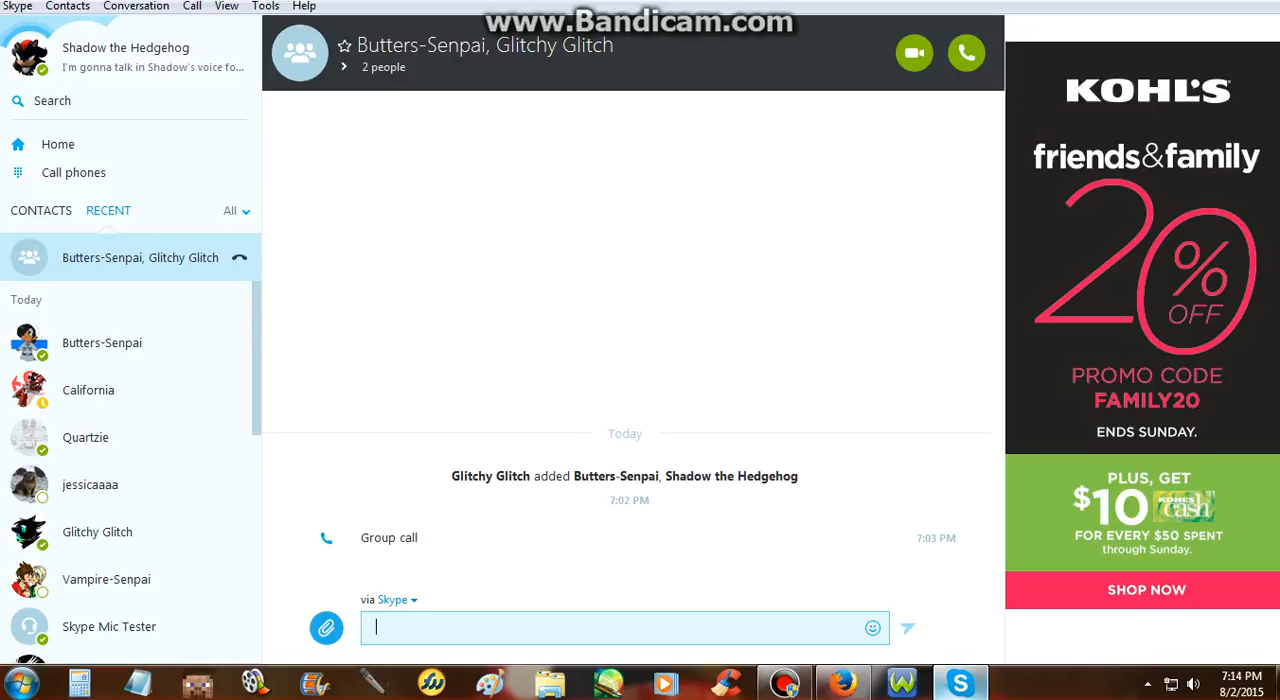 Skype Contacts Conversation Call View Tools Help
www.Bandicam.com
Shadow the Hedgehog
I'm gonna talk in Shadow's voice fo...
Search
Home
Call phones
CONTACTS RECENT All
Butters-Senpai, Glitchy Glitch
Today
Butters-Senpai
California
Quartzie
jessicaaaa
Glitchy Glitch
Vampire-Senpai
Skype Mic Tester
Butters-Senpai, Glitchy Glitch
2 people
Today
Glitchy Glitch added Butters-Senpai, Shadow the Hedgehog
7:02 PM
Group call 7:03 PM
via Skype
KOHL'S
friends&family
20% OFF
PROMO CODE
FAMILY20
ENDS SUNDAY.
PLUS, GET
$10 KOHL'S cash
FOR EVERY $50 SPENT
through Sunday.
SHOP NOW
7:14 PM
8/2/2015